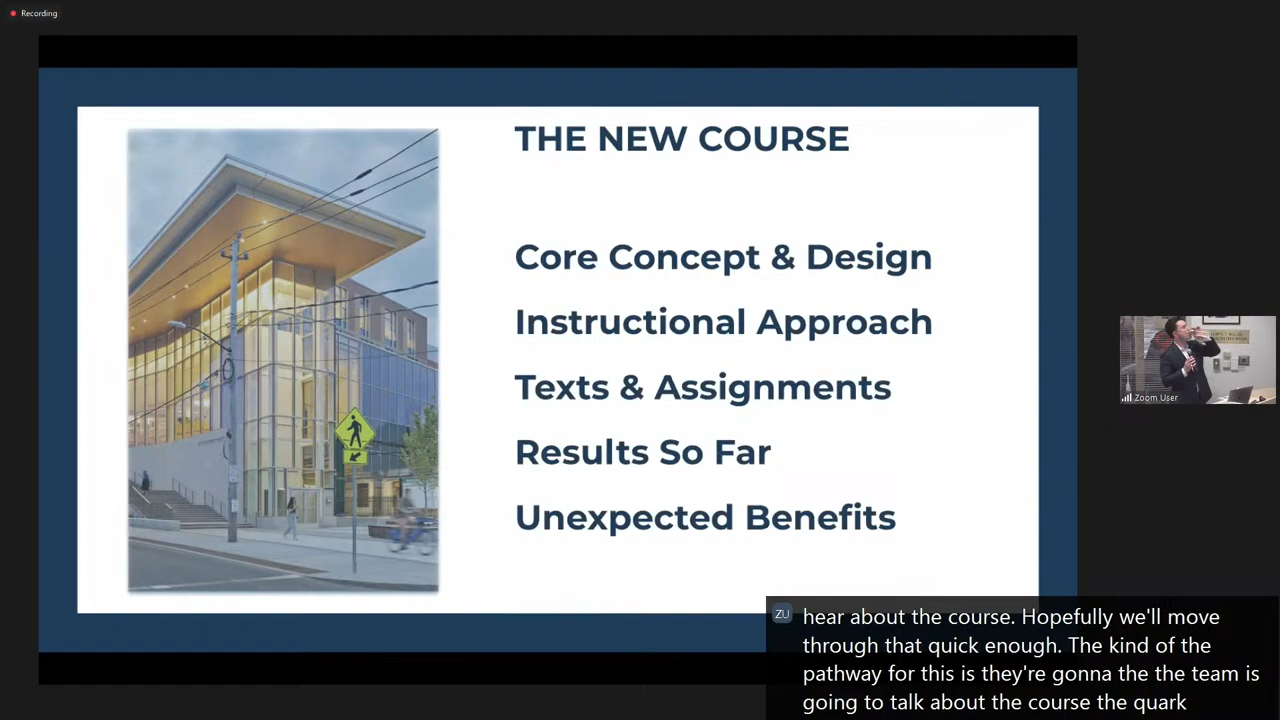 Recording
THE NEW COURSE
Core Concept & Design
Instructional Approach
Texts & Assignments
Results So Far
Unexpected Benefits
Zoom User
ZU
hear about the course. Hopefully we'll move
through that quick enough. The kind of the
pathway for this is they're gonna the the team is
going to talk about the course the quark